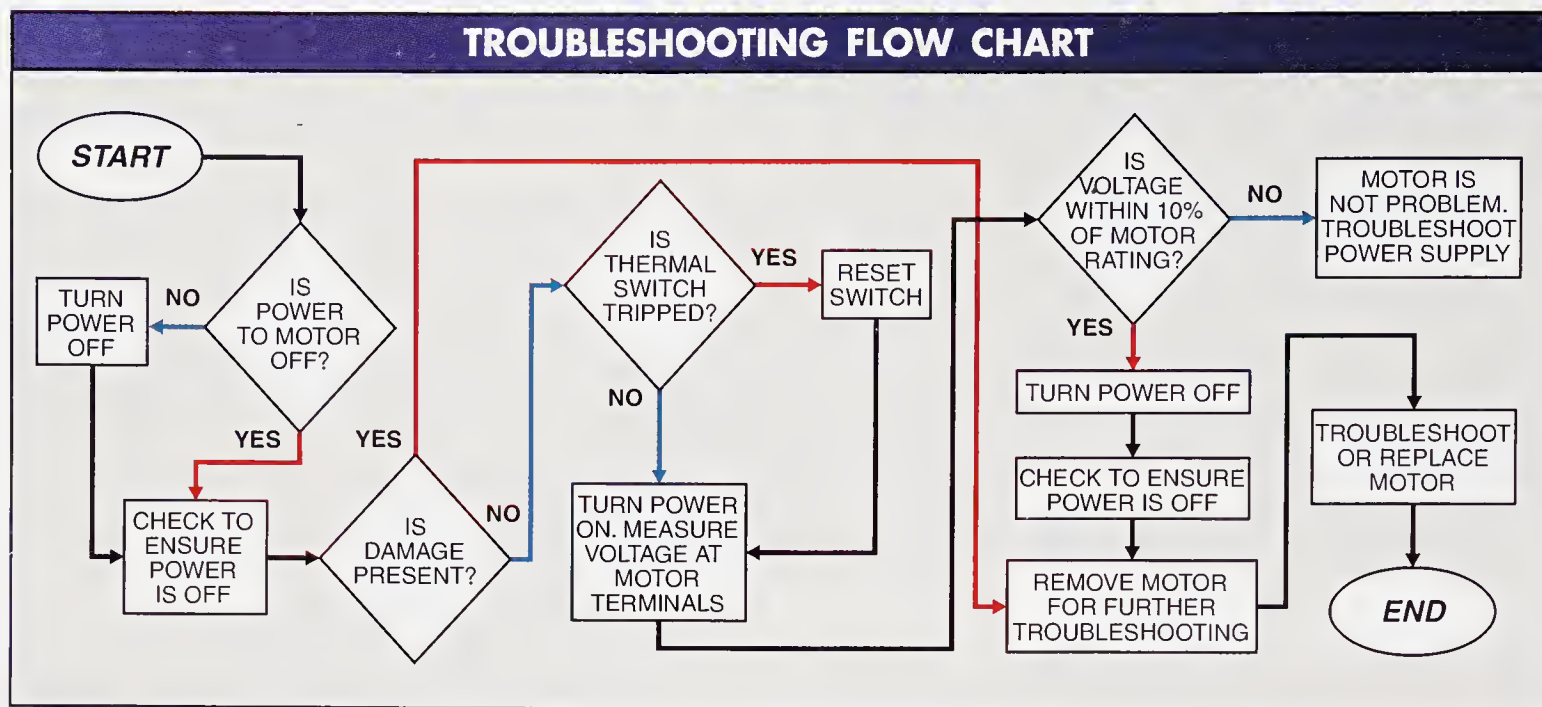 TROUBLESHOOTING FLOW CHART
START
IS
POWER
TO MOTOR
OFF?
NO
TURN
POWER
OFF
YES
CHECK TO
ENSURE
POWER
IS OFF
IS
DAMAGE
PRESENT?
YES
NO
IS
THERMAL
SWITCH
TRIPPED?
YES
RESET
SWITCH
NO
TURN POWER
ON. MEASURE
VOLTAGE AT
MOTOR
TERMINALS
IS
VOLTAGE
WITHIN 10%
OF MOTOR
RATING?
NO
MOTOR IS
NOT PROBLEM.
TROUBLESHOOT
POWER SUPPLY
YES
TURN POWER OFF
CHECK TO ENSURE
POWER IS OFF
REMOVE MOTOR
FOR FURTHER
TROUBLESHOOTING
TROUBLESHOOT
OR REPLACE
MOTOR
END